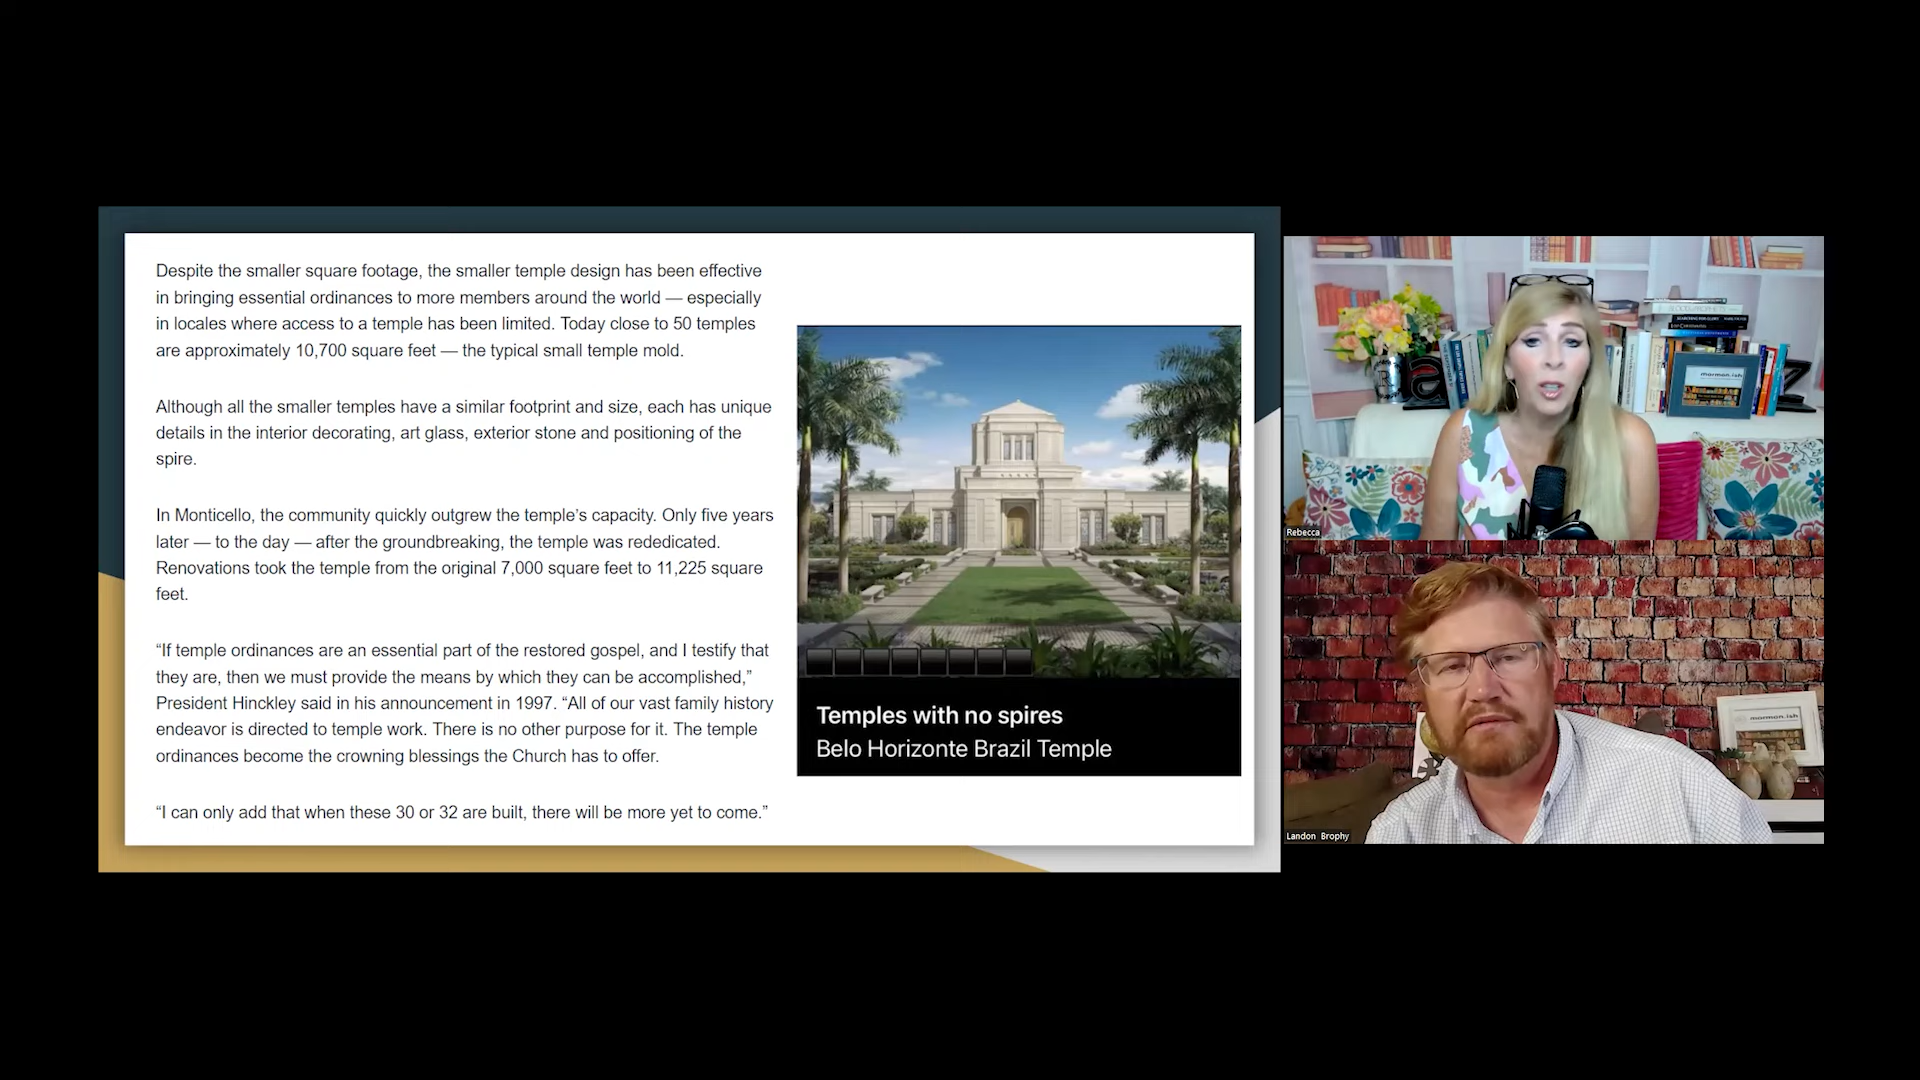 Despite the smaller square footage, the smaller temple design has been effective
in bringing essential ordinances to more members around the world — especially
in locales where access to a temple has been limited. Today close to 50 temples
are approximately 10,700 square feet — the typical small temple mold.
Although all the smaller temples have a similar footprint and size, each has unique
details in the interior decorating, art glass, exterior stone and positioning of the
spire.
In Monticello, the community quickly outgrew the temple’s capacity. Only five years
later — to the day — after the groundbreaking, the temple was rededicated.
Renovations took the temple from the original 7,000 square feet to 11,225 square
feet.
“If temple ordinances are an essential part of the restored gospel, and I testify that
they are, then we must provide the means by which they can be accomplished,”
President Hinckley said in his announcement in 1997. “All of our vast family history
endeavor is directed to temple work. There is no other purpose for it. The temple
ordinances become the crowning blessings the Church has to offer.
“I can only add that when these 30 or 32 are built, there will be more yet to come.”
Temples with no spires
Belo Horizonte Brazil Temple
mormon.ish
Rebecca
mormon.ish
Landon Brophy